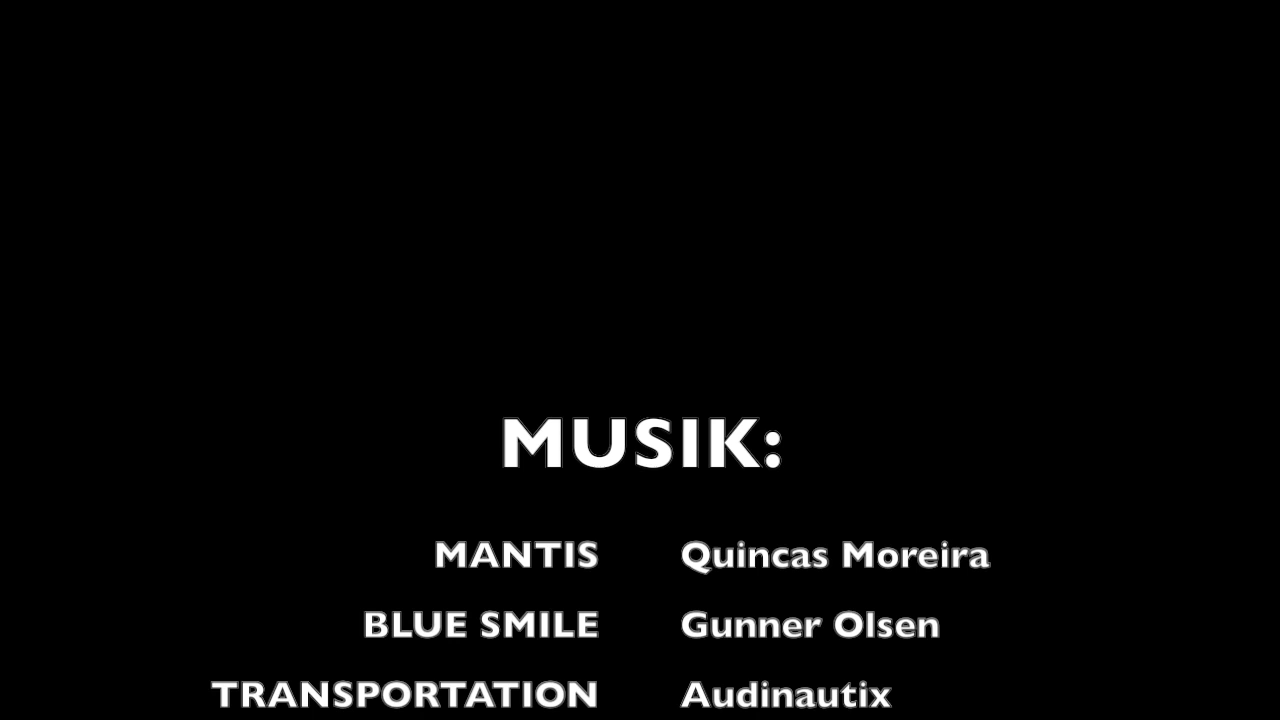 MUSIK:
MANTIS Quincas Moreira
BLUE SMILE Gunner Olsen
TRANSPORTATION Audinautix